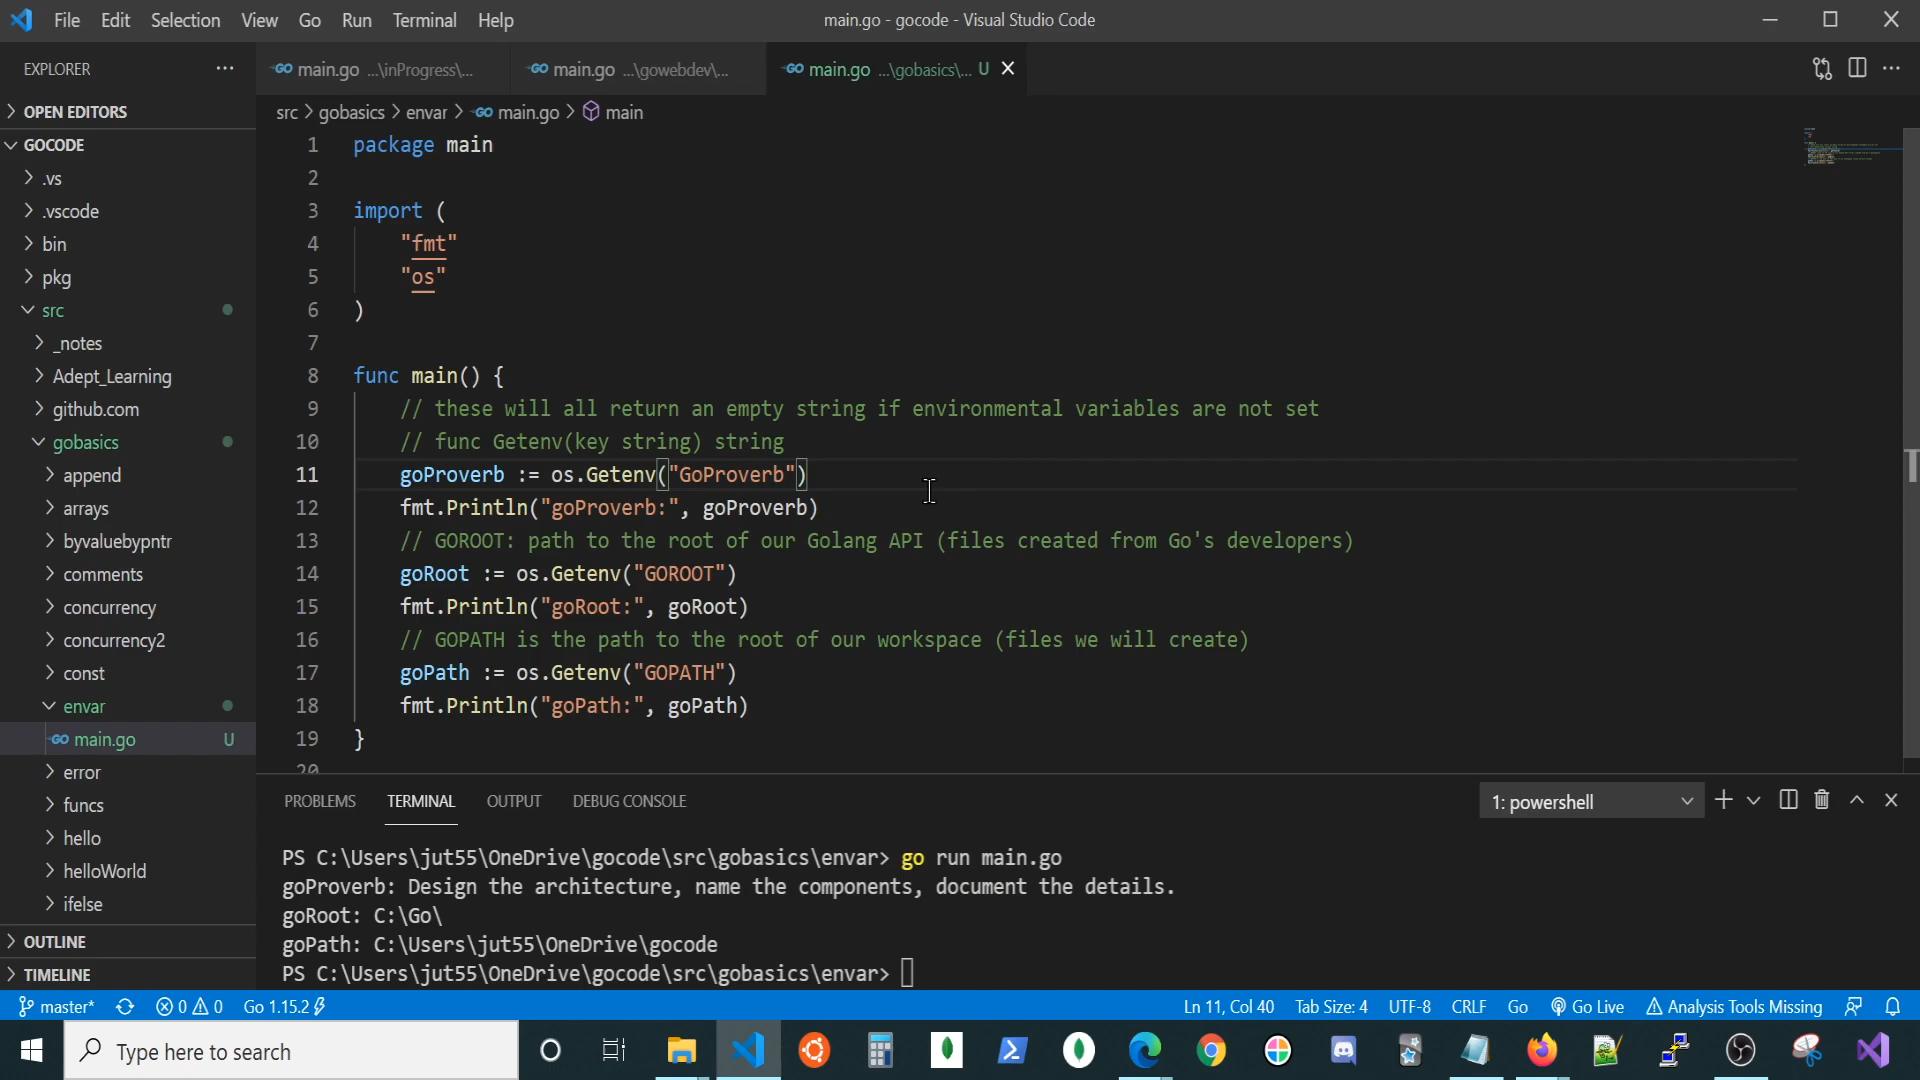 File Edit Selection View Go Run Terminal Help
main.go - gocode - Visual Studio Code
EXPLORER
main.go ...\inProgress\...
main.go ...\gowebdev\...
main.go ...\gobasics\... U
OPEN EDITORS
GOCODE
.vs
.vscode
bin
pkg
src
_notes
Adept_Learning
github.com
gobasics
append
arrays
byvaluebypntr
comments
concurrency
concurrency2
const
envar
main.go U
error
funcs
hello
helloWorld
ifelse
OUTLINE
TIMELINE
src > gobasics > envar > main.go > main
1 package main
2
3 import (
4 "fmt"
5 "os"
6 )
7
8 func main() {
9 // these will all return an empty string if environmental variables are not set
10 // func Getenv(key string) string
11 goProverb := os.Getenv("GoProverb")
12 fmt.Println("goProverb:", goProverb)
13 // GOROOT: path to the root of our Golang API (files created from Go's developers)
14 goRoot := os.Getenv("GOROOT")
15 fmt.Println("goRoot:", goRoot)
16 // GOPATH is the path to the root of our workspace (files we will create)
17 goPath := os.Getenv("GOPATH")
18 fmt.Println("goPath:", goPath)
19 }
20
PROBLEMS TERMINAL OUTPUT DEBUG CONSOLE
1: powershell
PS C:\Users\jut55\OneDrive\gocode\src\gobasics\envar> go run main.go
goProverb: Design the architecture, name the components, document the details.
goRoot: C:\Go\
goPath: C:\Users\jut55\OneDrive\gocode
PS C:\Users\jut55\OneDrive\gocode\src\gobasics\envar>
master* 0 0 Go 1.15.2
Ln 11, Col 40 Tab Size: 4 UTF-8 CRLF Go Go Live Analysis Tools Missing
Type here to search